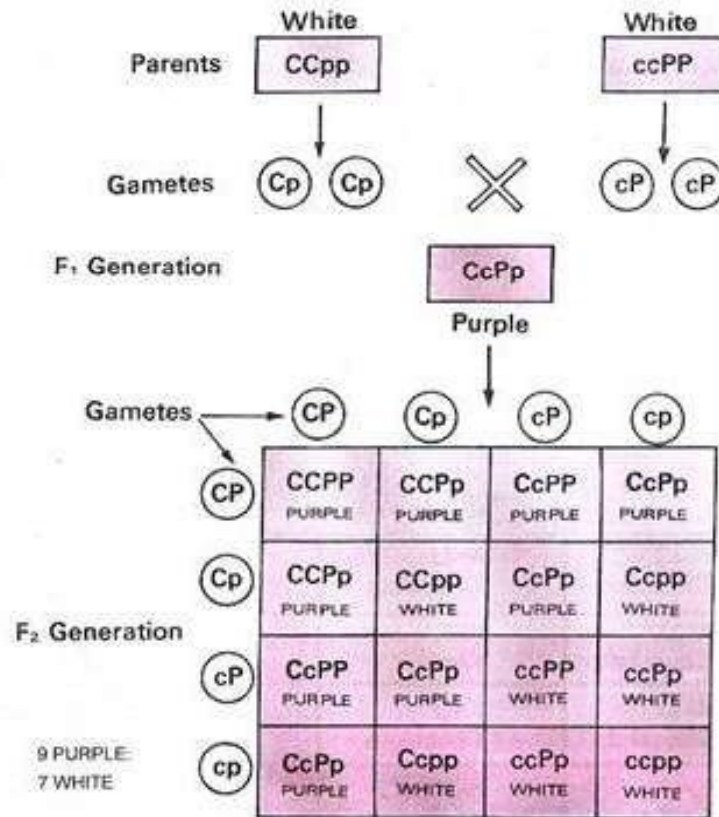 White White
Parents CCpp ccPP
Gametes Cp Cp cP cP
F₁ Generation
CcPp
Purple
Gametes CP Cp cP cp
CP CCPP CCPp CcPP CcPp
PURPLE PURPLE PURPLE PURPLE
Cp CCPp CCpp CcPp Ccpp
PURPLE WHITE PURPLE WHITE
F₂ Generation
cP CcPP CcPp ccPP ccPp
PURPLE PURPLE WHITE WHITE
9 PURPLE:
7 WHITE
cp CcPp Ccpp ccPp ccpp
PURPLE WHITE WHITE WHITE